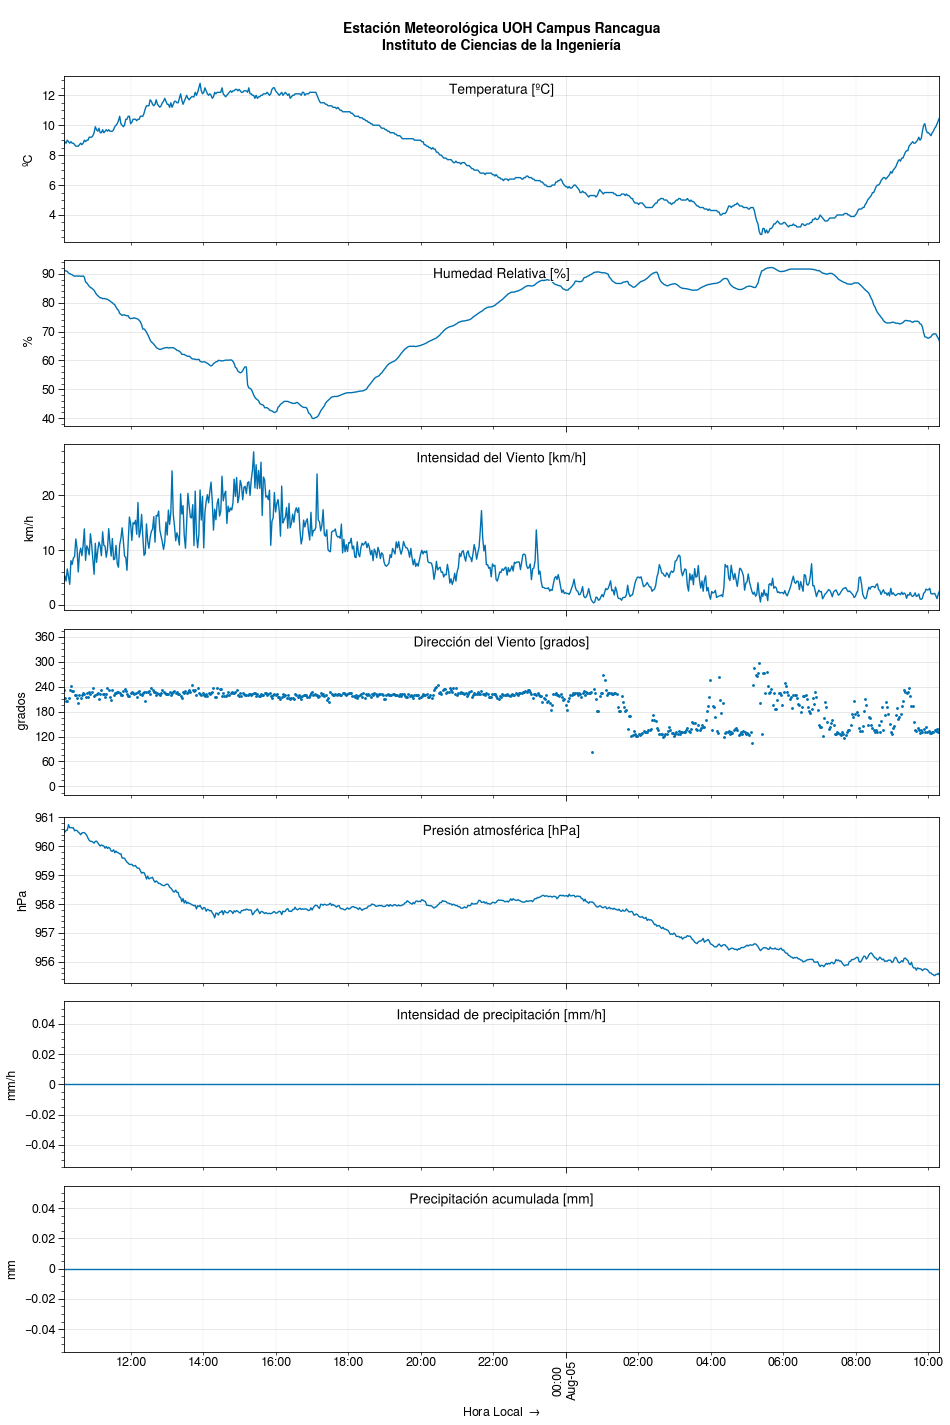 Estación Meteorológica UOH Campus Rancagua
Instituto de Ciencias de la Ingeniería
Temperatura [ºC]
12
10
8
6
4
ºC
Humedad Relativa [%]
90
80
70
60
50
40
%
Intensidad del Viento [km/h]
20
10
0
km/h
Dirección del Viento [grados]
360
300
240
180
120
60
0
grados
Presión atmosférica [hPa]
961
960
959
958
957
956
hPa
Intensidad de precipitación [mm/h]
0.04
0.02
0
−0.02
−0.04
mm/h
Precipitación acumulada [mm]
0.04
0.02
0
−0.02
−0.04
mm
12:00 14:00 16:00 18:00 20:00 22:00 00:00 02:00 04:00 06:00 08:00 10:00
Aug-05
Hora Local →